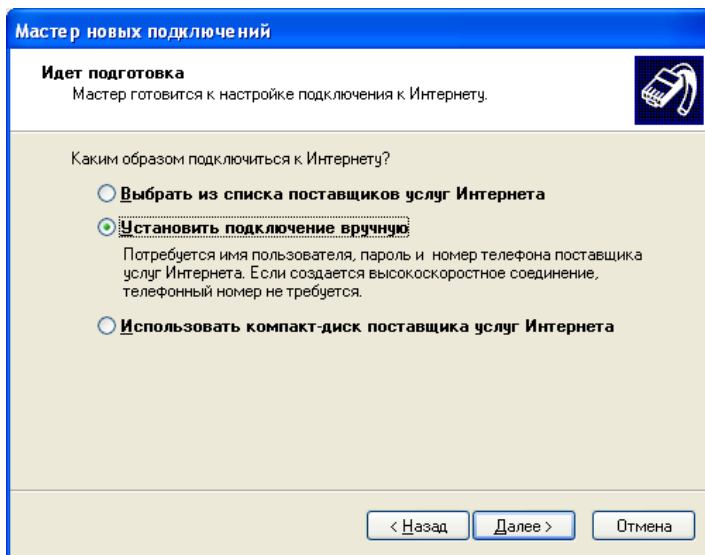 Мастер новых подключений
Идет подготовка
Мастер готовится к настройке подключения к Интернету.
Каким образом подключиться к Интернету?
Выбрать из списка поставщиков услуг Интернета
Установить подключение вручную
Потребуется имя пользователя, пароль и номер телефона поставщика
услуг Интернета. Если создается высокоскоростное соединение,
телефонный номер не требуется.
Использовать компакт-диск поставщика услуг Интернета
< Назад Далее > Отмена